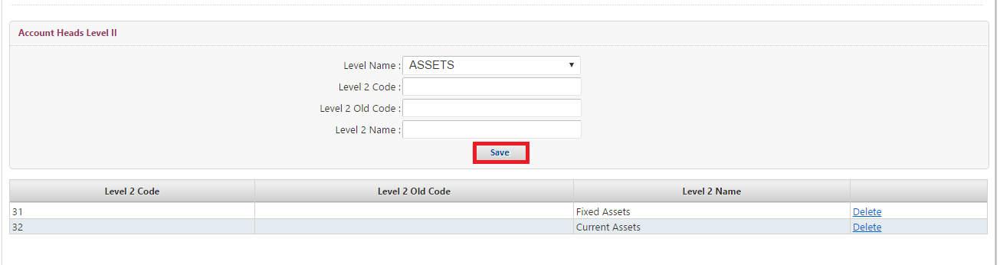 Account Heads Level II
Level Name : ASSETS
Level 2 Code :
Level 2 Old Code :
Level 2 Name :
Save
Level 2 Code Level 2 Old Code Level 2 Name
31 Fixed Assets Delete
32 Current Assets Delete